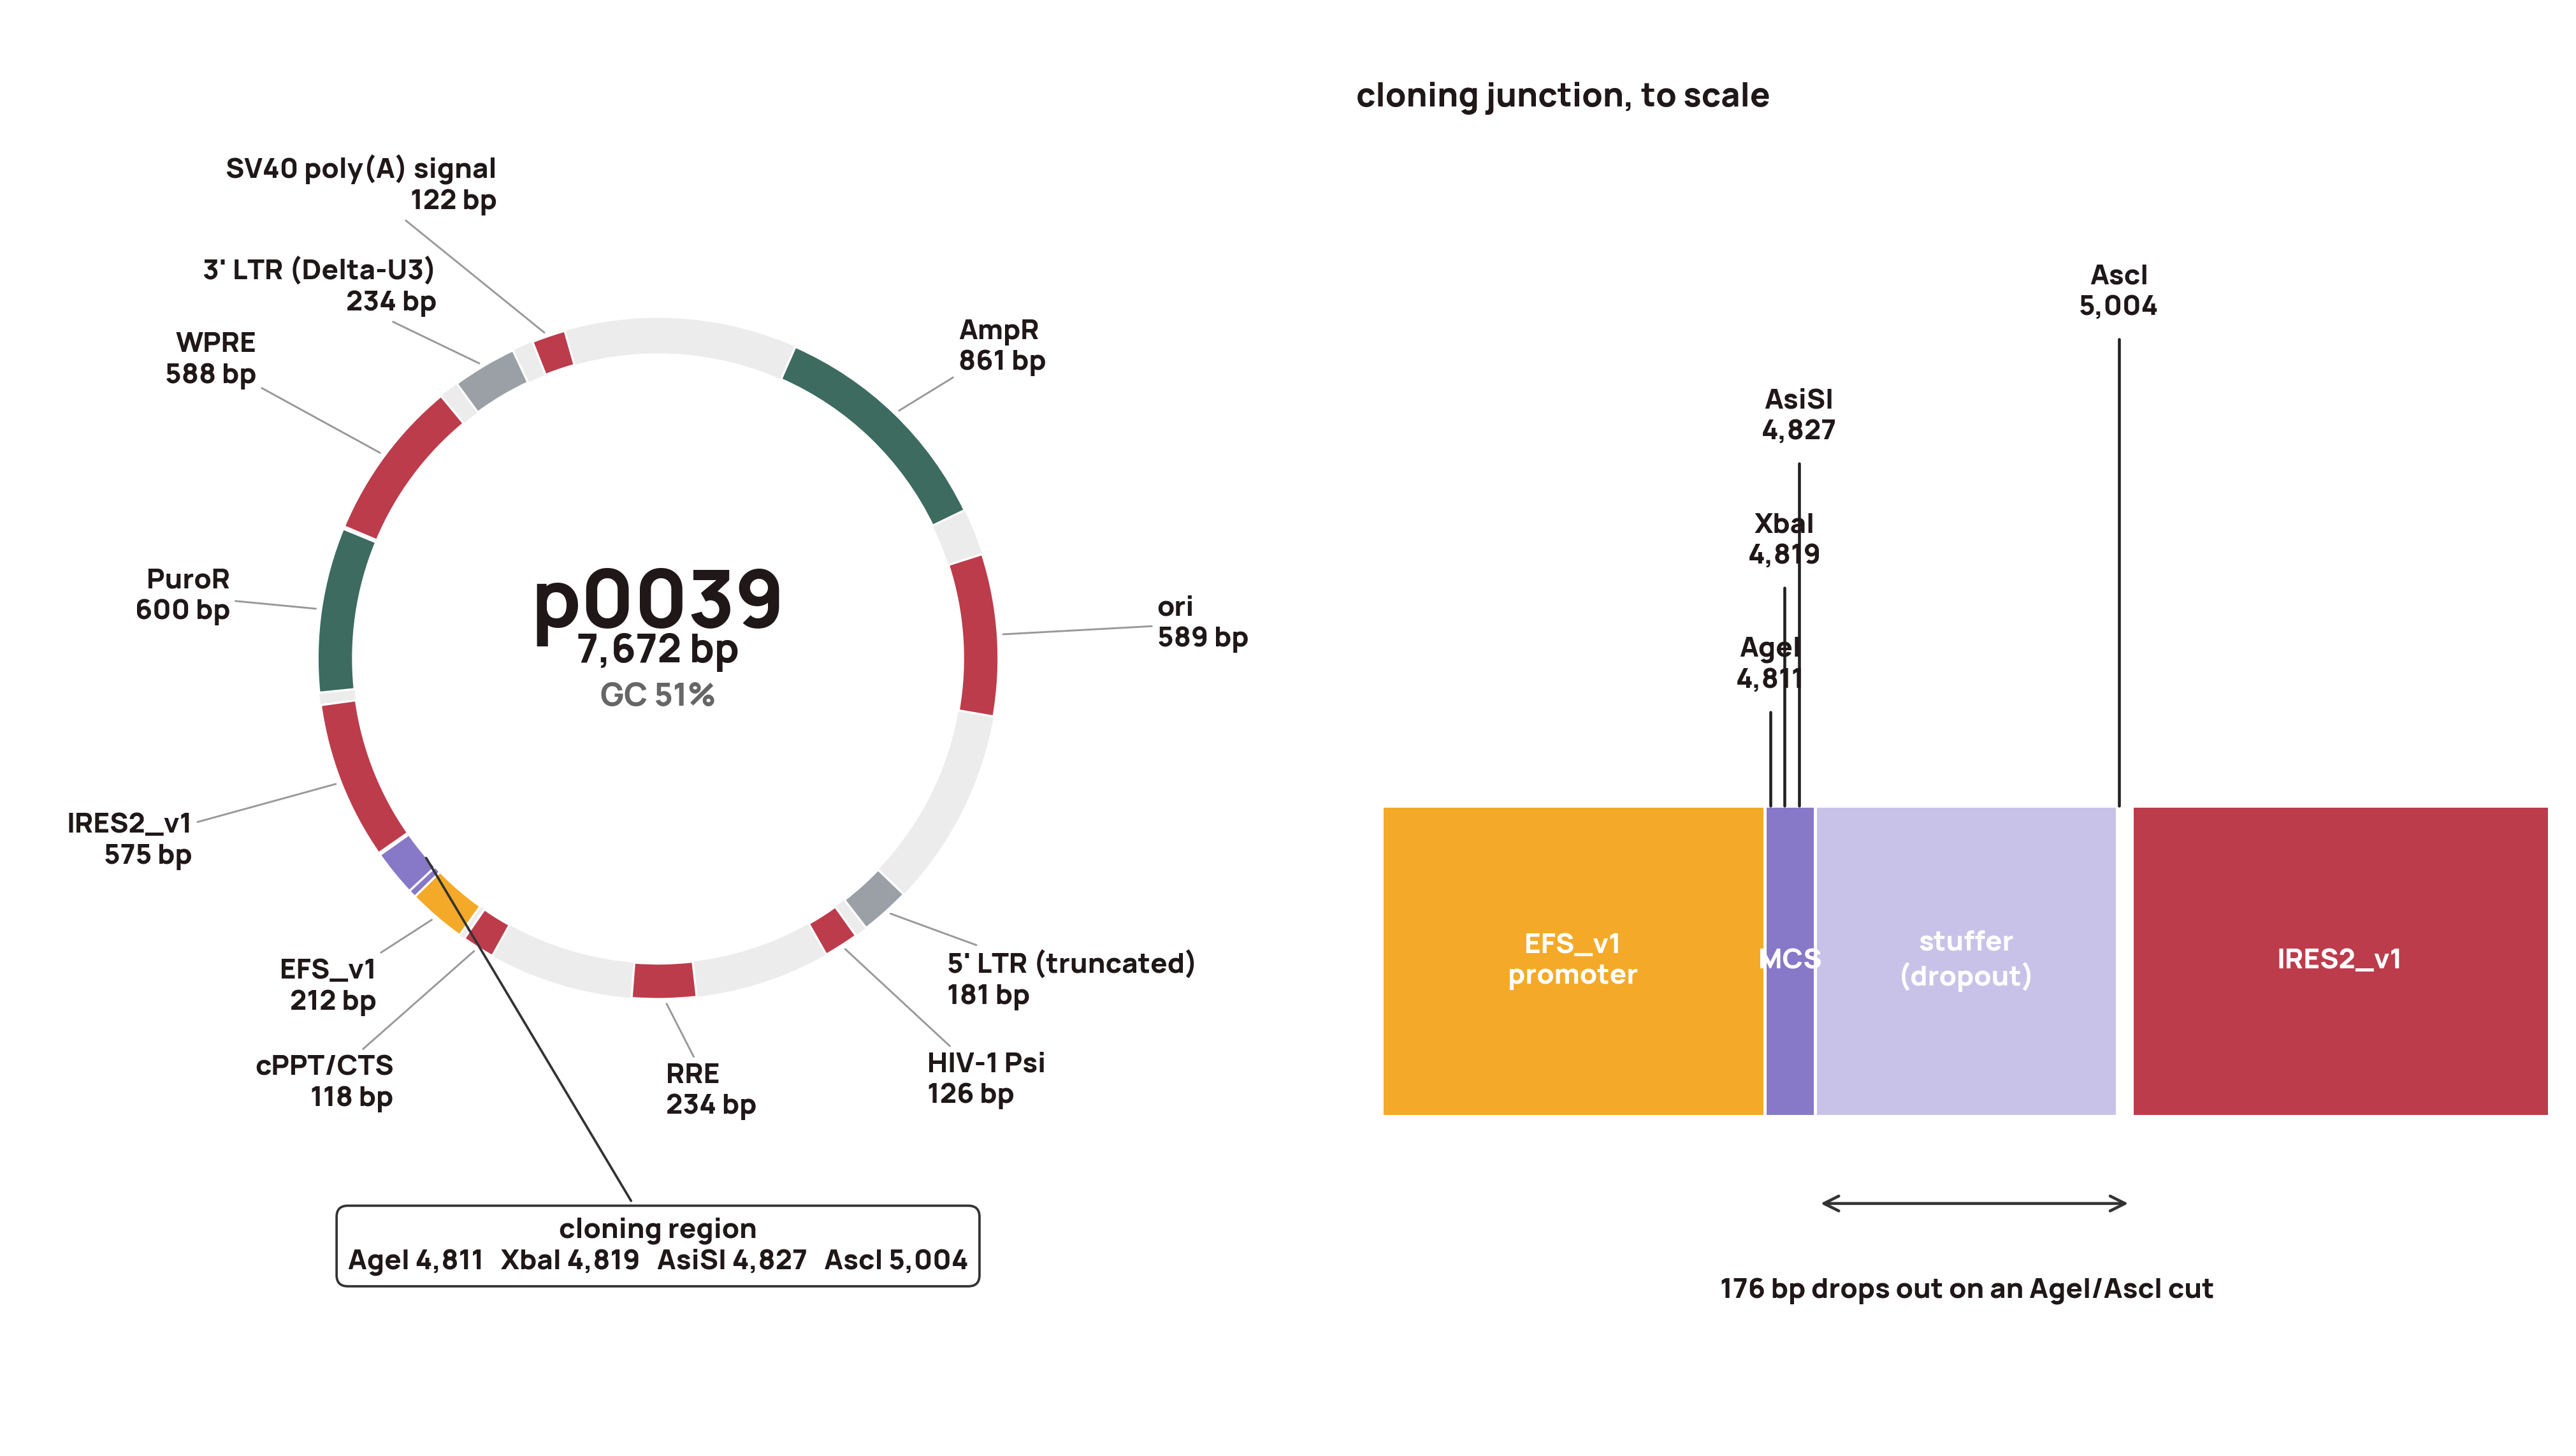 cloning junction, to scale
SV40 poly(A) signal
122 bp
3' LTR (Delta-U3)
234 bp
WPRE
588 bp
AmpR
861 bp
PuroR
600 bp
p0039
7,672 bp
GC 51%
ori
589 bp
IRES2_v1
575 bp
EFS_v1
212 bp
cPPT/CTS
118 bp
RRE
234 bp
HIV-1 Psi
126 bp
5' LTR (truncated)
181 bp
cloning region
AgeI 4,811 XbaI 4,819 AsiSI 4,827 AscI 5,004
AscI
5,004
AsiSI
4,827
XbaI
4,819
AgeI
4,811
EFS_v1
promoter
MCS
stuffer
(dropout)
IRES2_v1
176 bp drops out on an AgeI/AscI cut